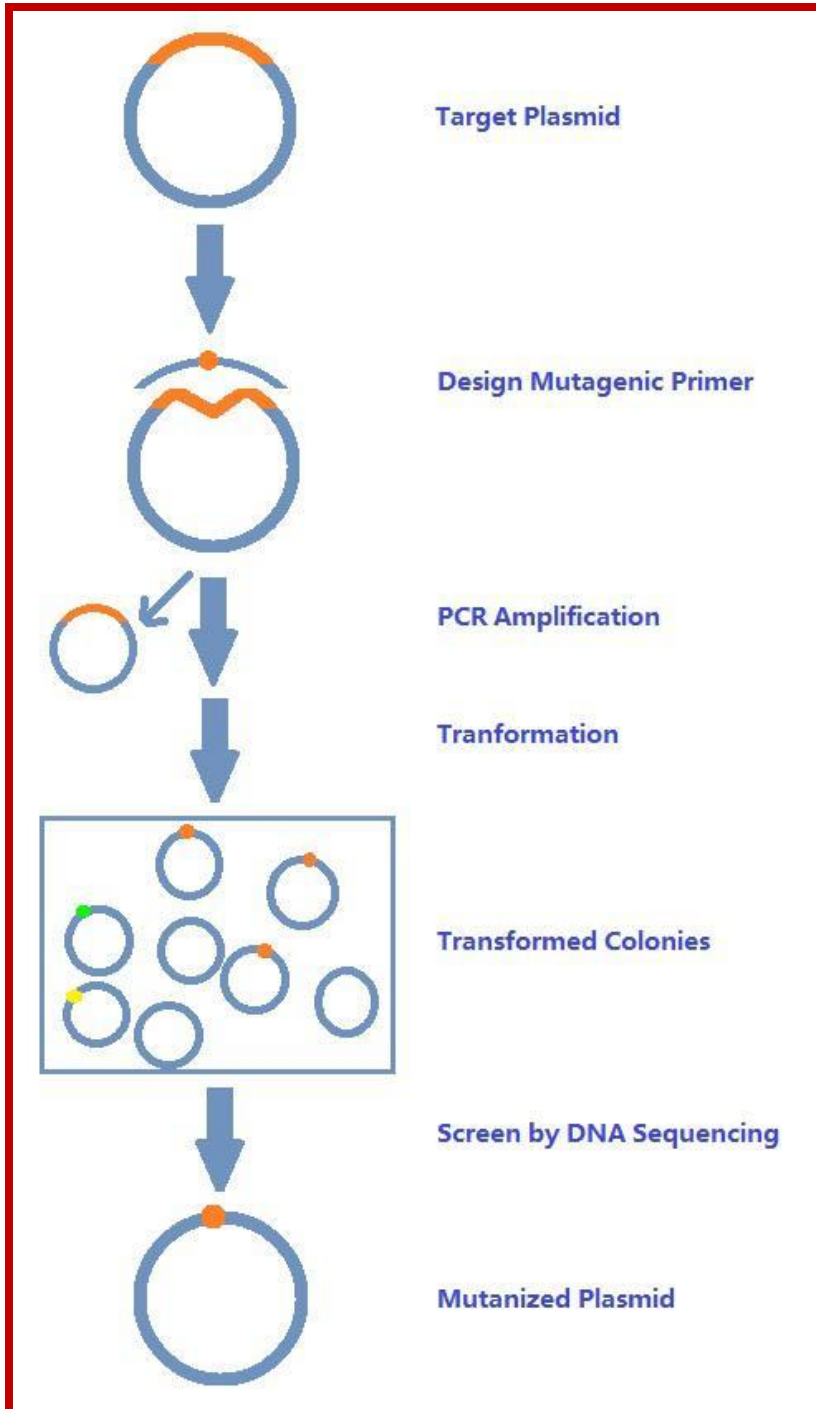 Target Plasmid
Design Mutagenic Primer
PCR Amplification
Tranformation
Transformed Colonies
Screen by DNA Sequencing
Mutanized Plasmid